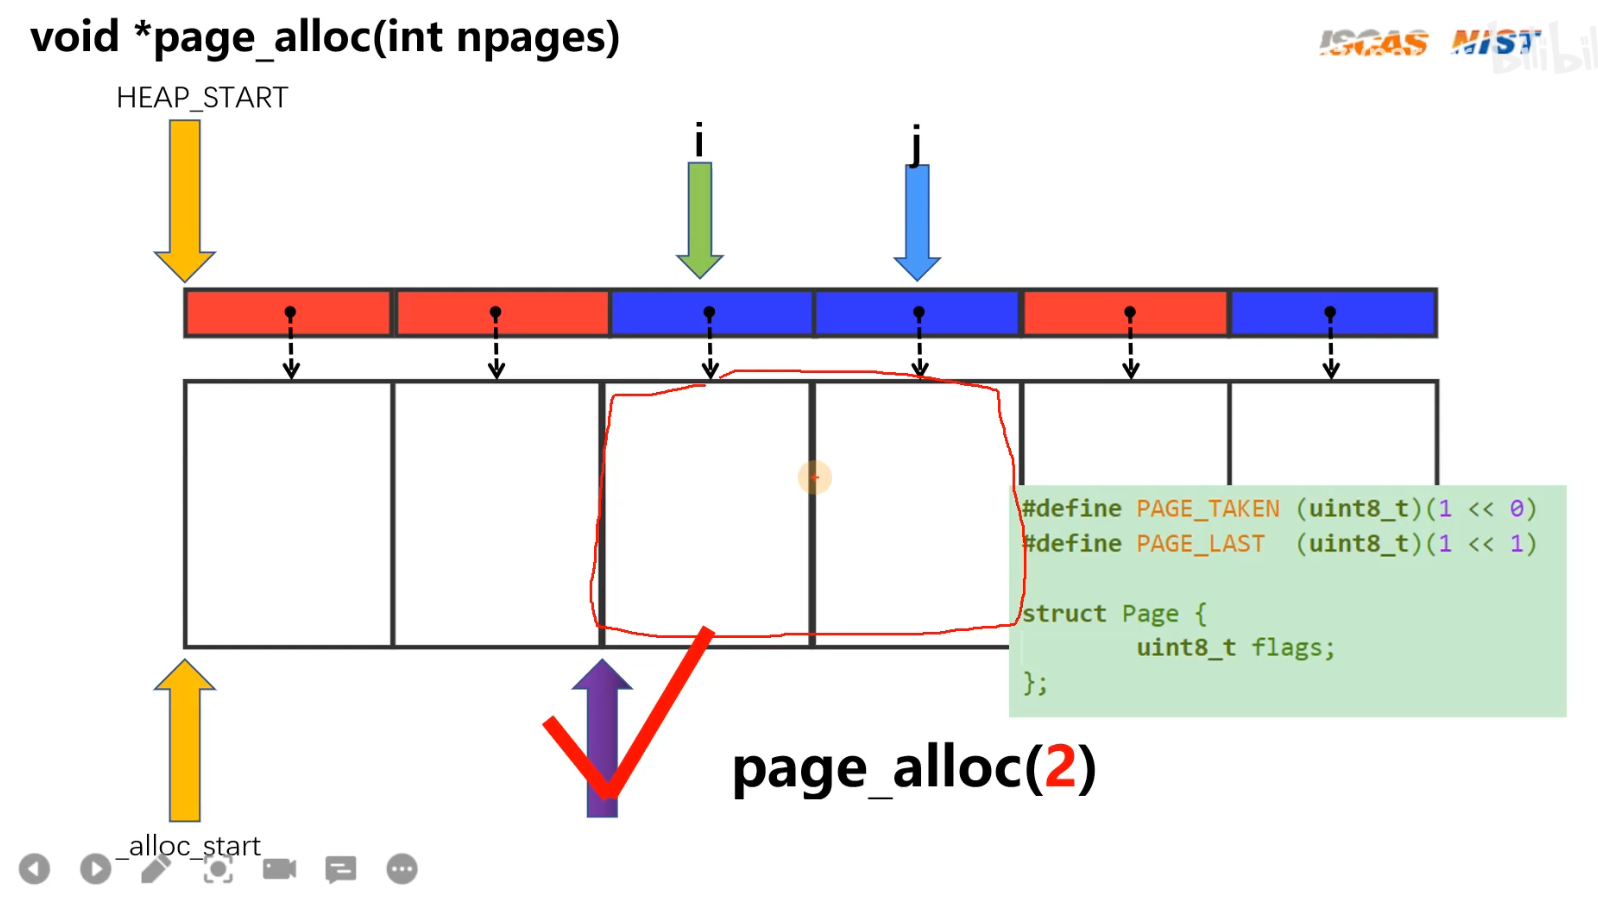 void *page_alloc(int npages)
ISCAS NIST
bilibili
HEAP_START
i
j
#define PAGE_TAKEN (uint8_t)(1 << 0)
#define PAGE_LAST (uint8_t)(1 << 1)
struct Page {
uint8_t flags;
};
page_alloc(2)
_alloc_start